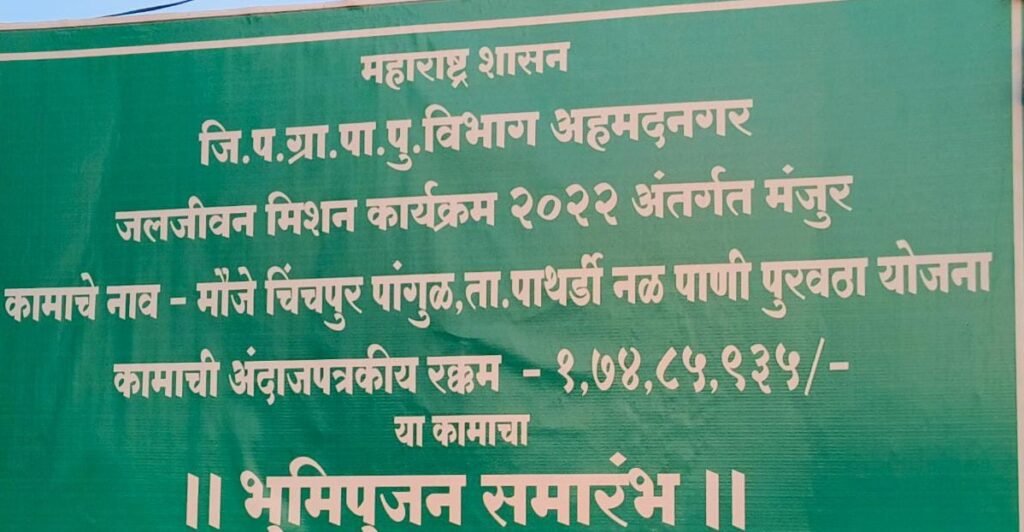 महाराष्ट्र शासन
जि.प.ग्रा.पा.पु.विभाग अहमदनगर
जलजीवन मिशन कार्यक्रम २०२२ अंतर्गत मंजुर
कामाचे नाव - मौजे चिंचपुर पांगुळ,ता.पाथर्डी नळ पाणी पुरवठा योजना
कामाची अंदाजपत्रकीय रक्कम - १,७४,८५,९३५/-
या कामाचा
|| भुमिपुजन समारंभ ||